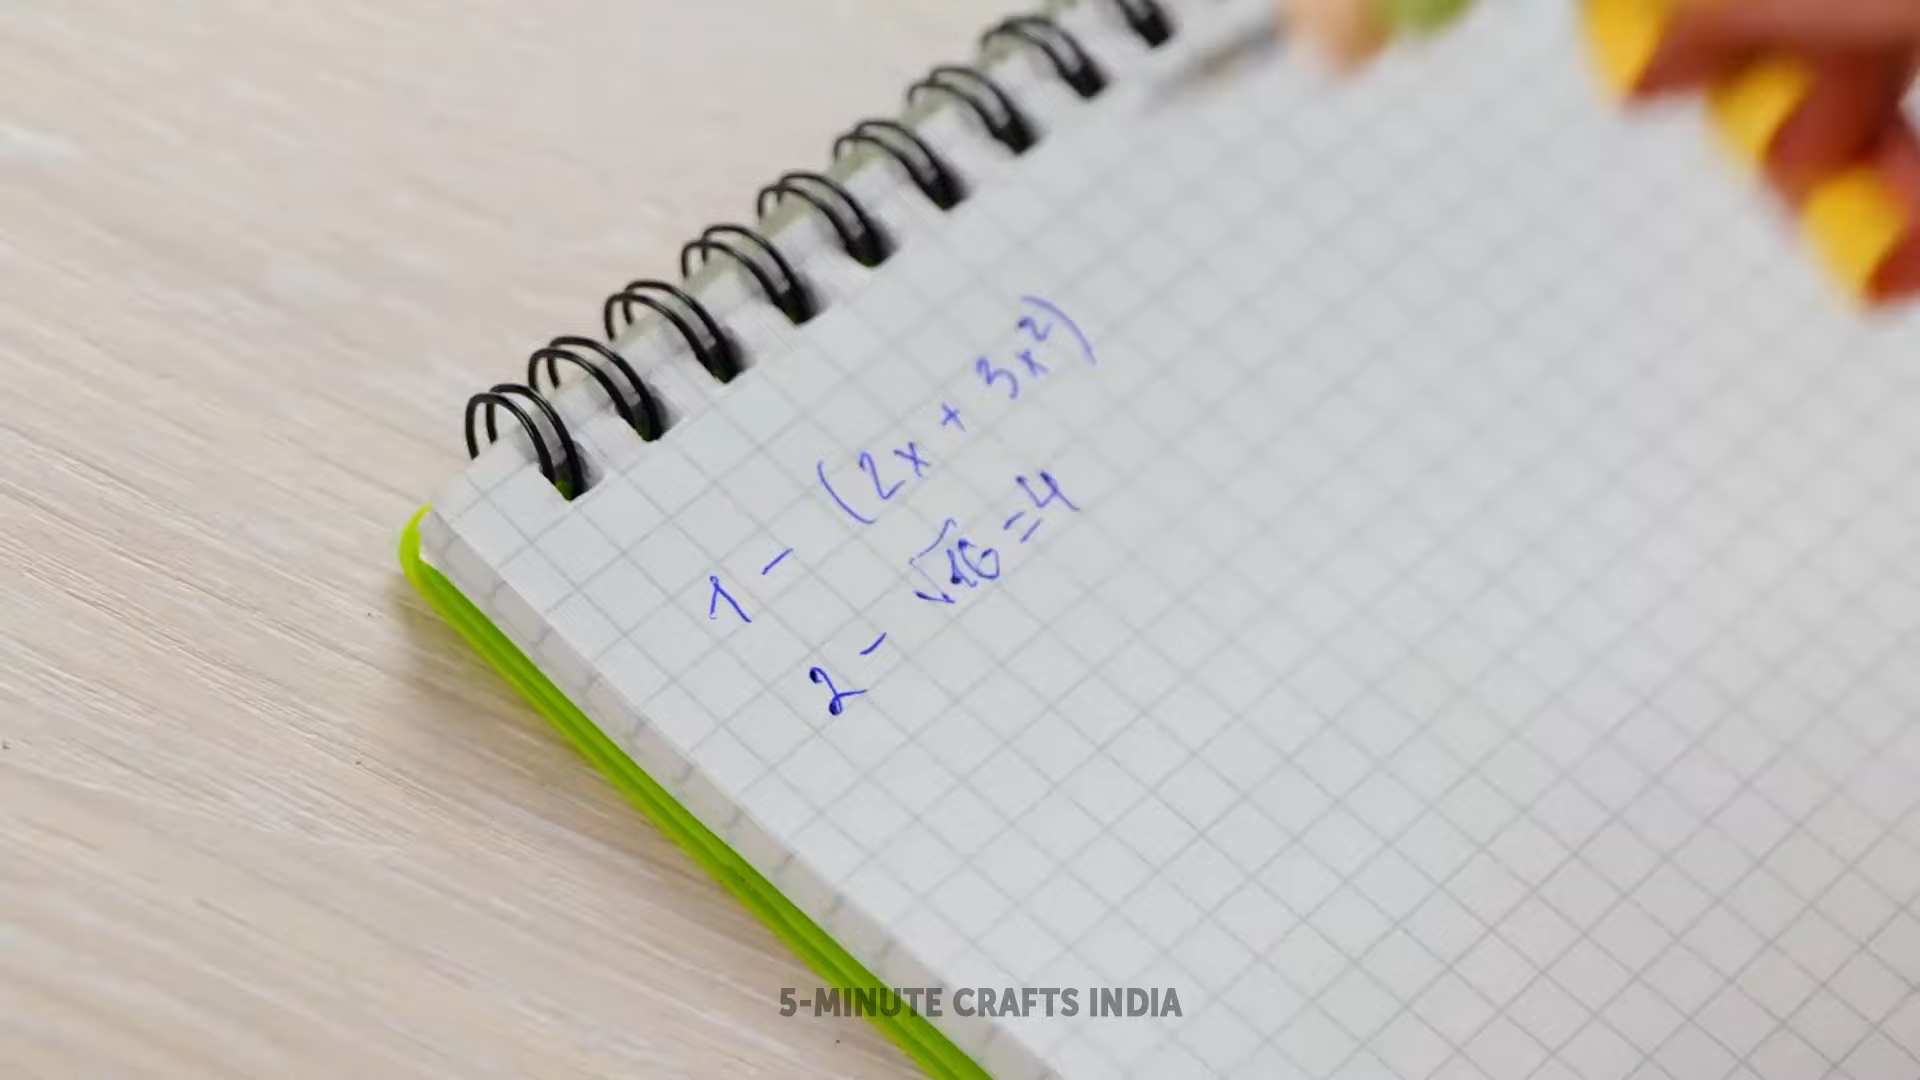 1 - (2x + 3x²)
2 - √16 = 4
5-MINUTE CRAFTS INDIA